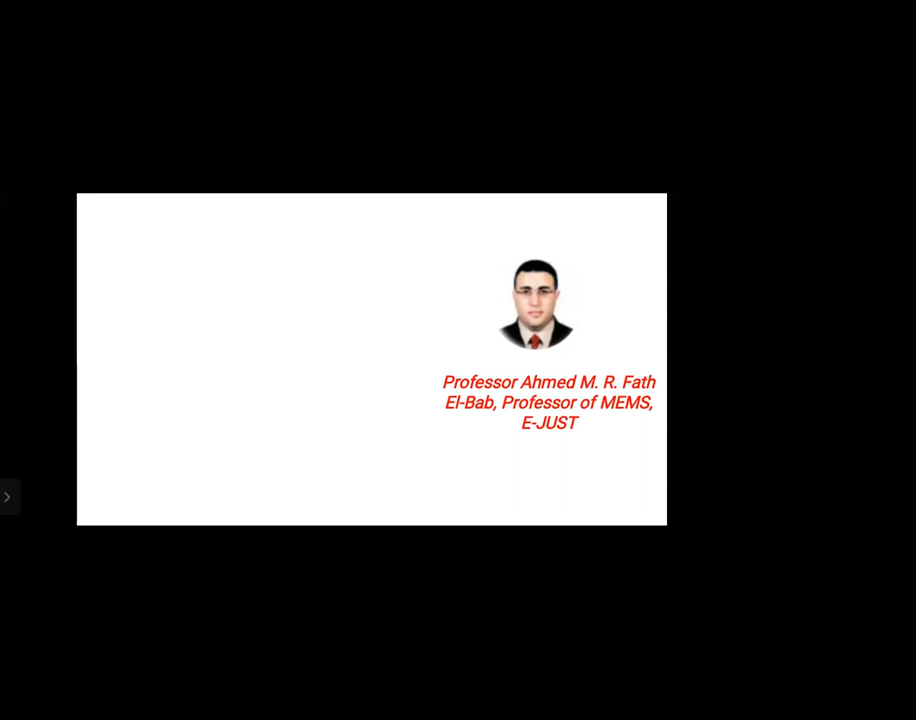 Professor Ahmed M. R. Fath
El-Bab, Professor of MEMS,
E-JUST